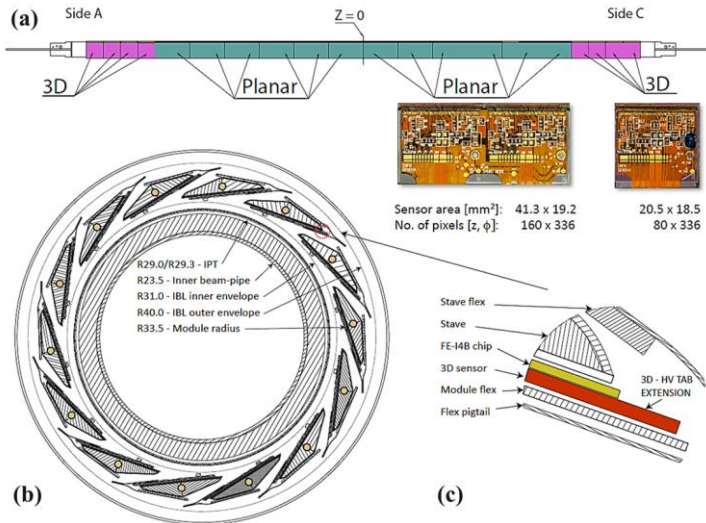 (a)
Side A
Z = 0
Side C
3D
Planar
Planar
3D
Sensor area [mm²]: 41.3 x 19.2 20.5 x 18.5
No. of pixels [z, ϕ]: 160 x 336 80 x 336
R29.0/R29.3 - IPT
R23.5 - Inner beam-pipe
R31.0 - IBL inner envelope
R40.0 - IBL outer envelope
R33.5 - Module radius
Stave flex
Stave
FE-I4B chip
3D sensor
Module flex
Flex pigtail
3D - HV TAB
EXTENSION
(b)
(c)